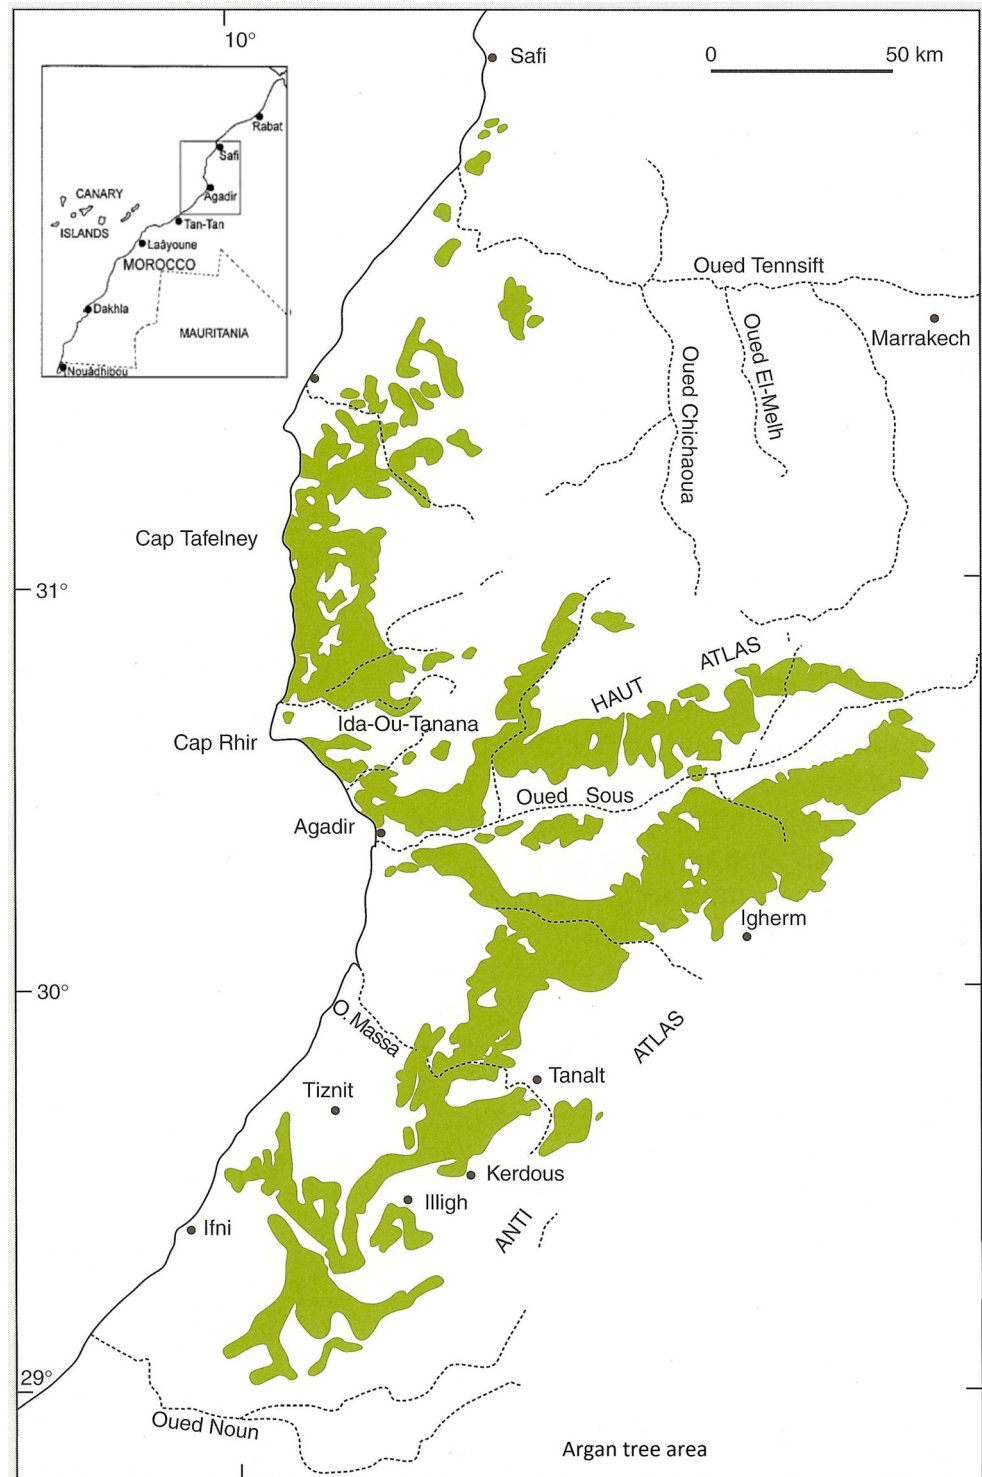 10°
Safi
0 50 km
Rabat
Safi
Agadir
CANARY
ISLANDS
Tan-Tan
Laâyoune
MOROCCO
Dakhla
MAURITANIA
Nouâdhibou
Oued Tennsift
Marrakech
Oued El-Melh
Oued Chichaoua
Cap Tafelney
31°
HAUT ATLAS
Ida-Ou-Tanana
Cap Rhir
Oued Sous
Agadir
Igherm
30°
O. Massa
ANTI ATLAS
Tanalt
Tiznit
Kerdous
Illigh
Ifni
29°
Oued Noun
Argan tree area